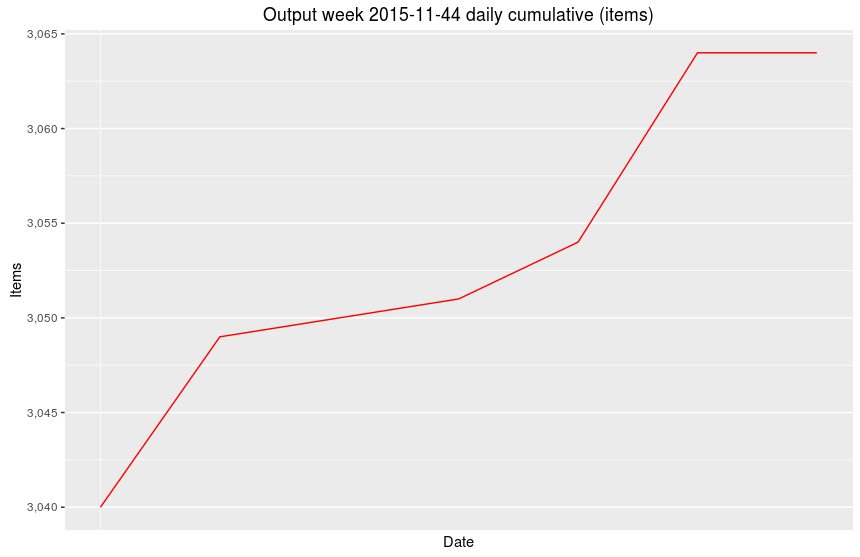 Output week 2015-11-44 daily cumulative (items)
3,065
3,060
3,055
3,050
3,045
3,040
Items
Date